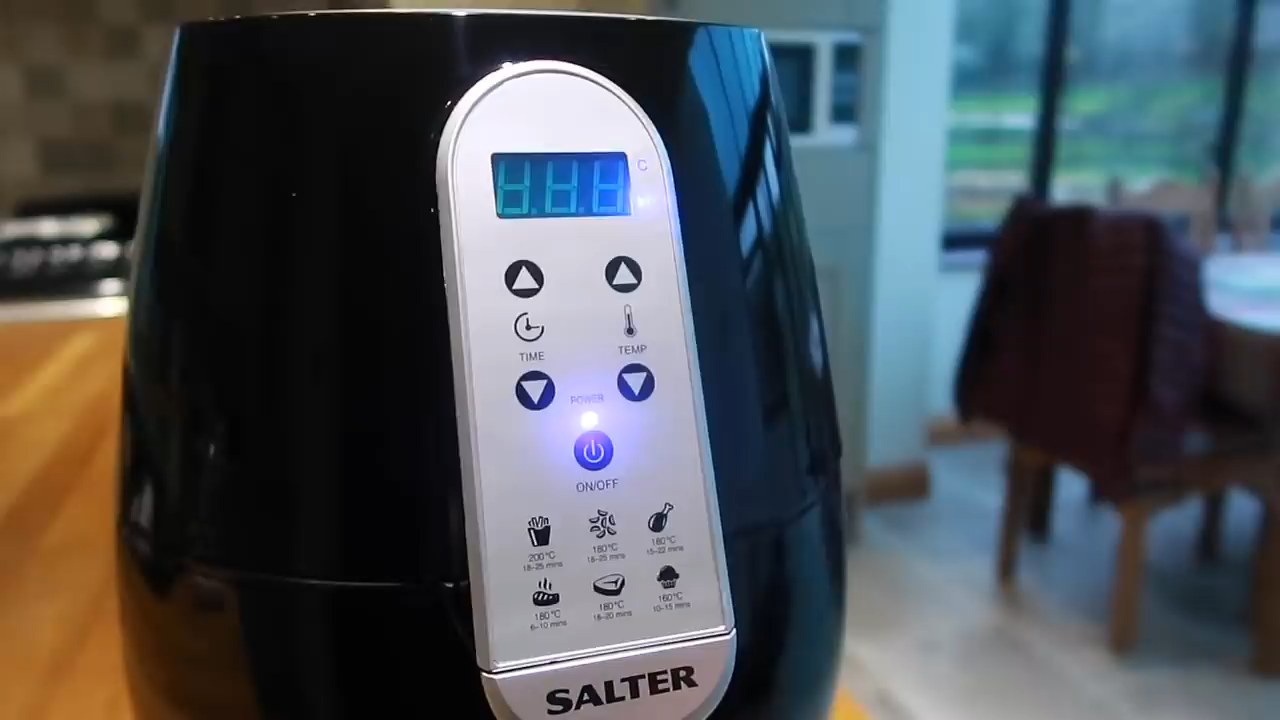 C
TIME
TEMP
POWER
ON/OFF
200°C
18-25 mins
180°C
18-25 mins
180°C
15-22 mins
180°C
6-10 mins
180°C
18-20 mins
160°C
10-15 mins
SALTER